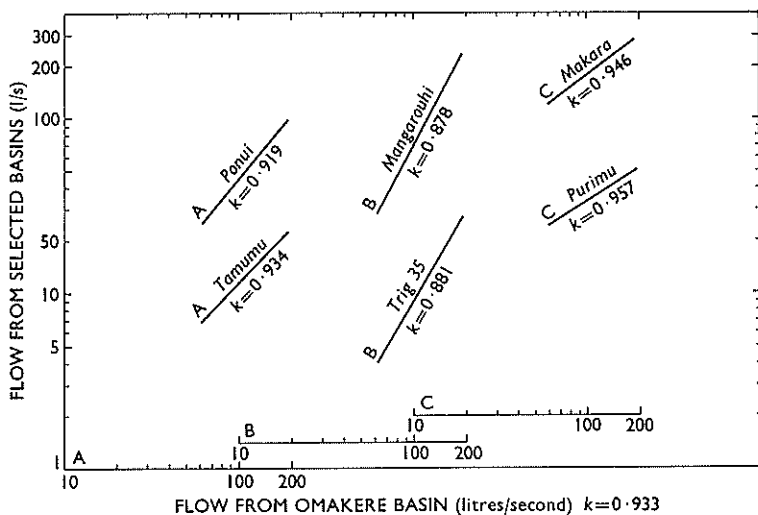 FLOW FROM SELECTED BASINS (l/s)
300
200
100
50
10
5
1
A Ponui
k=0·919
A Tamumu
k=0·934
B Mangarouhi
k=0·878
B Trig 35
k=0·881
C Makara
k=0·946
C Purimu
k=0·957
C
10 100 200
B
10 100 200
A
10 100 200
FLOW FROM OMAKERE BASIN (litres/second) k=0·933